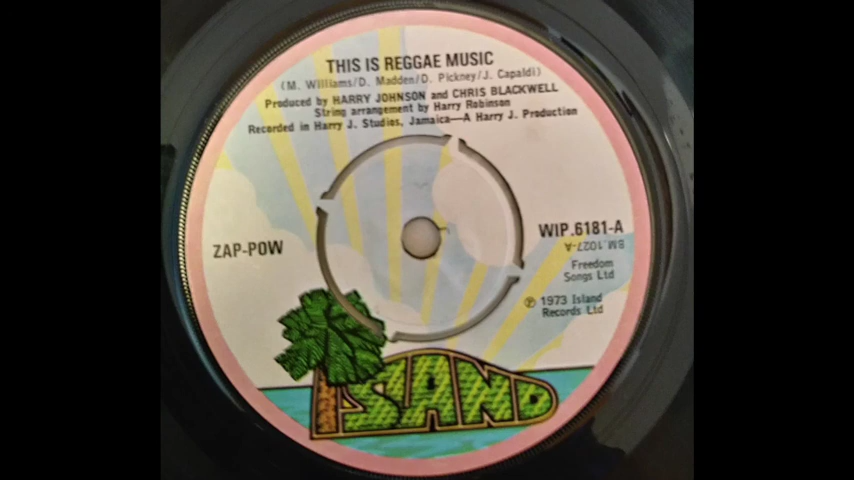 THIS IS REGGAE MUSIC
(M. Williams/D. Madden/D. Pickney/J. Capaldi)
Produced by HARRY JOHNSON and CHRIS BLACKWELL
String arrangement by Harry Robinson
Recorded in Harry J. Studios, Jamaica—A Harry J. Production
ZAP-POW
WIP.6181-A
BM.1027-A
Freedom
Songs Ltd
℗ 1973 Island
Records Ltd
ISLAND